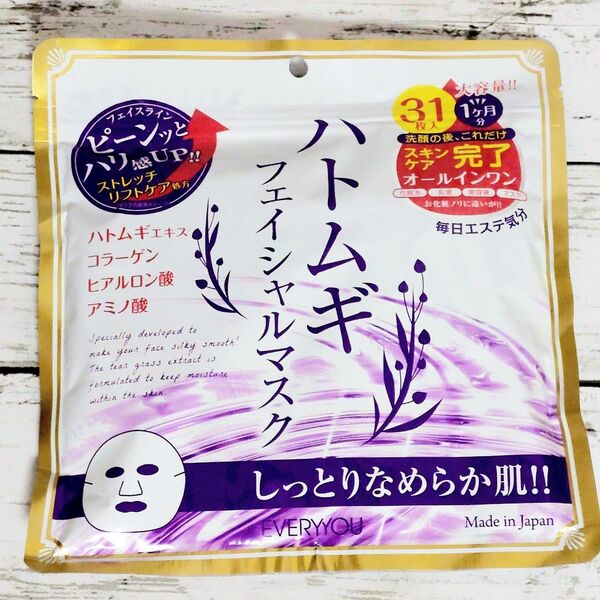 フェイスライン
ピーンッと
ハリ感UP!!
ストレッチ
リフトケア処方
大容量!!
31枚入
1ヶ月分
洗顔の後、これだけ
スキンケア 完了
オールインワン
化粧水 乳液 美容液 マスク
お化粧ノリに違いが!!
毎日エステ気分
ハトムギ
フェイシャルマスク
ハトムギエキス
コラーゲン
ヒアルロン酸
アミノ酸
Specially developed to
make your face silky smooth!
The tear grass extract is
formulated to keep moisture
within the skin.
しっとりなめらか肌!!
EVERYYOU
Made in Japan